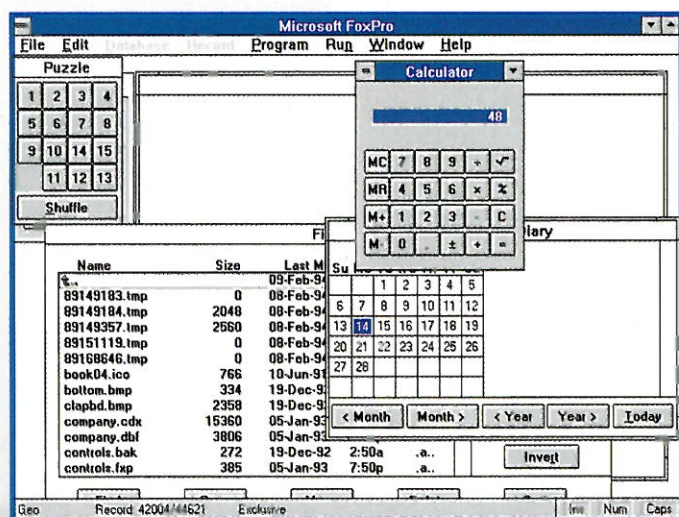 Microsoft FoxPro
File Edit Database Record Program Run Window Help
Puzzle
1 2 3 4
5 6 7 8
9 10 14 15
11 12 13
Shuffle
Calculator
48
MC 7 8 9 ÷ √
MR 4 5 6 × %
M+ 1 2 3 - C
M- 0 . ± + =
Diary
Su
1 2 3 4 5
6 7 8 9 10 11 12
13 14 15 16 17 18 19
20 21 22 23 24 25 26
27 28
< Month Month > < Year Year > Today
Name Size Last M
09-Feb-94
89149183.tmp 0 08-Feb-94
89149184.tmp 2048 08-Feb-94
89149357.tmp 2560 08-Feb-94
89151119.tmp 0 08-Feb-94
89168646.tmp 0 08-Feb-94
book04.ico 766 10-Jun-91
bottom.bmp 334 19-Dec-9
clapbd.bmp 2358 19-Dec-9
company.cdx 15360 05-Jan-93
company.dbf 3806 05-Jan-93
controls.bak 272 19-Dec-92 2:50a .a..
controls.fxp 385 05-Jan-93 7:50p .a..
Invert
Geo Record: 42004/44621 Exclusive Ins Num Caps